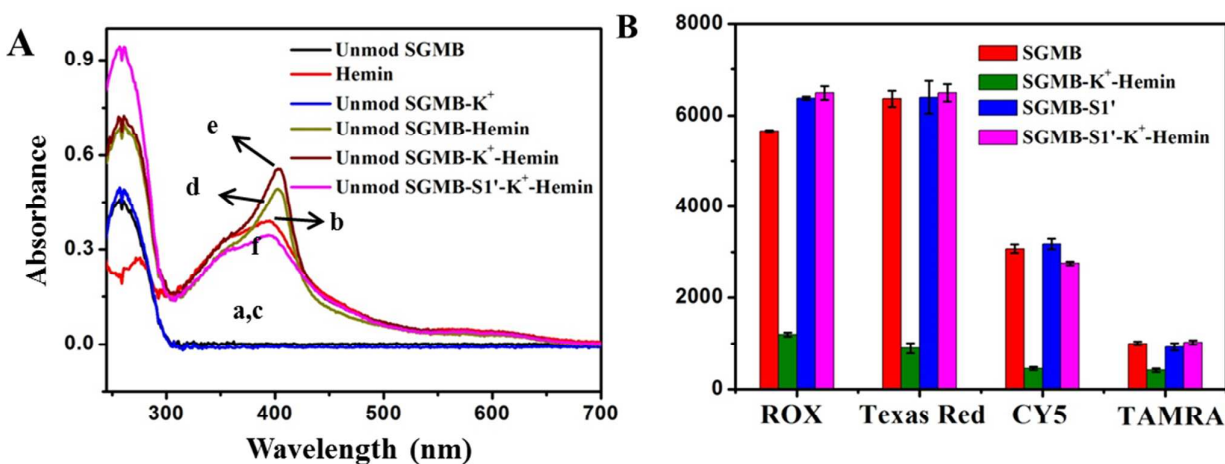 A
Absorbance
0.9
0.6
0.3
0.0
Unmod SGMB
Hemin
Unmod SGMB-K⁺
Unmod SGMB-Hemin
Unmod SGMB-K⁺-Hemin
Unmod SGMB-S1'-K⁺-Hemin
e
d
b
f
a,c
300 400 500 600 700
Wavelength (nm)
B
8000
6000
4000
2000
0
SGMB
SGMB-K⁺-Hemin
SGMB-S1'
SGMB-S1'-K⁺-Hemin
ROX Texas Red CY5 TAMRA